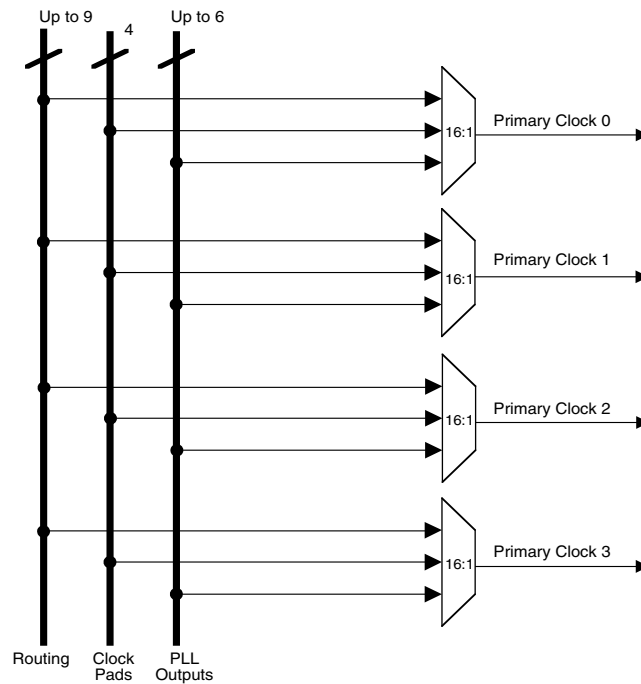 Up to 9
4
Up to 6
16:1
Primary Clock 0
16:1
Primary Clock 1
16:1
Primary Clock 2
16:1
Primary Clock 3
Routing
Clock
Pads
PLL
Outputs